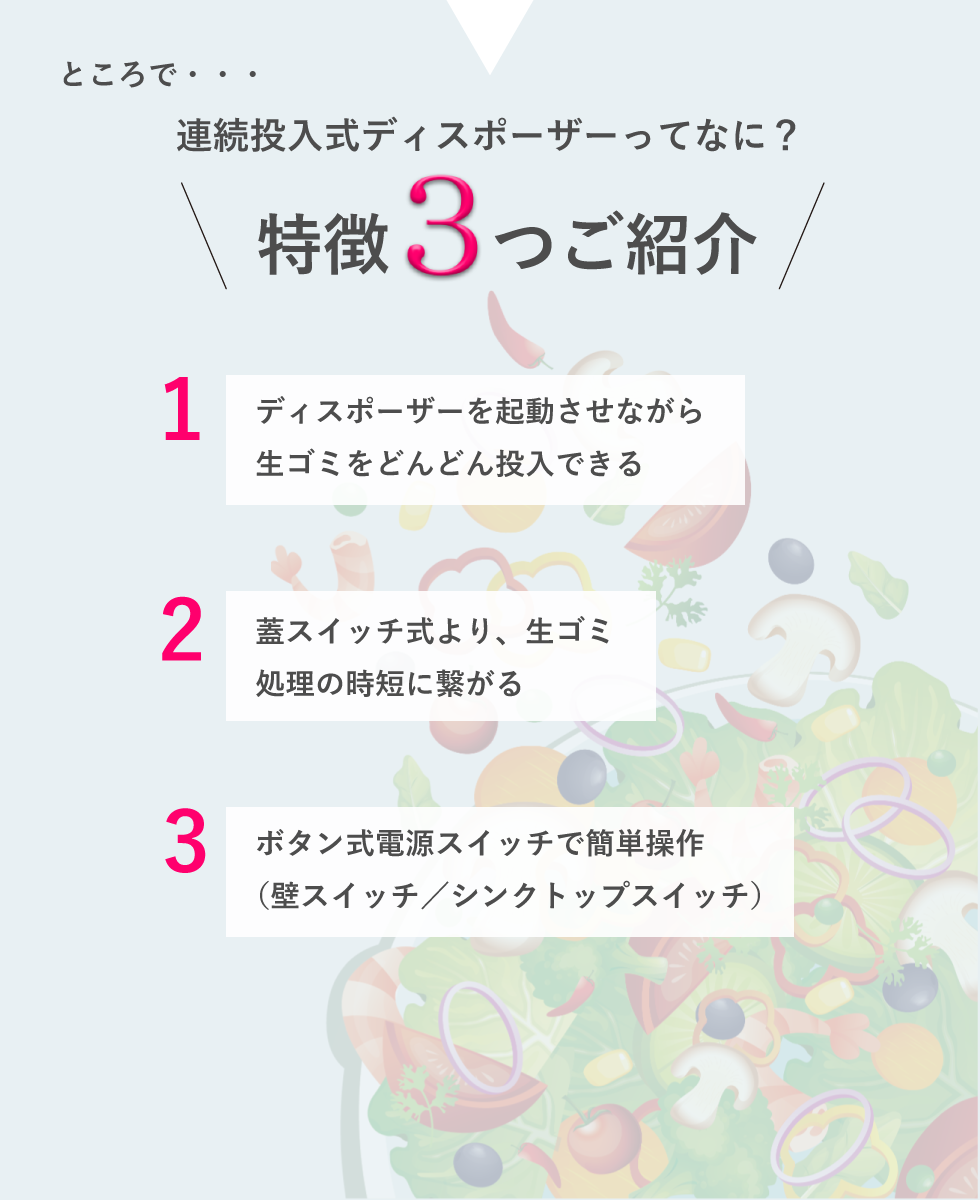 ところで・・・
連続投入式ディスポーザーってなに？
特徴3つご紹介
1
ディスポーザーを起動させながら
生ゴミをどんどん投入できる
2
蓋スイッチ式より、生ゴミ
処理の時短に繋がる
3
ボタン式電源スイッチで簡単操作
（壁スイッチ／シンクトップスイッチ）